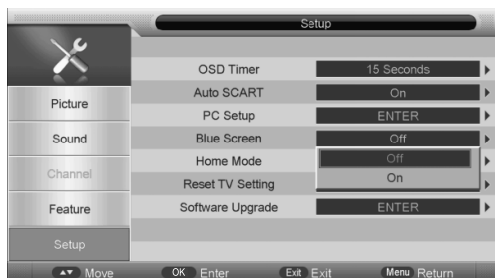 Setup
OSD Timer 15 Seconds
Auto SCART On
PC Setup ENTER
Blue Screen Off
Home Mode Off
On
Reset TV Setting
Software Upgrade ENTER
Picture
Sound
Channel
Feature
Setup
Move OK Enter Exit Exit Menu Return